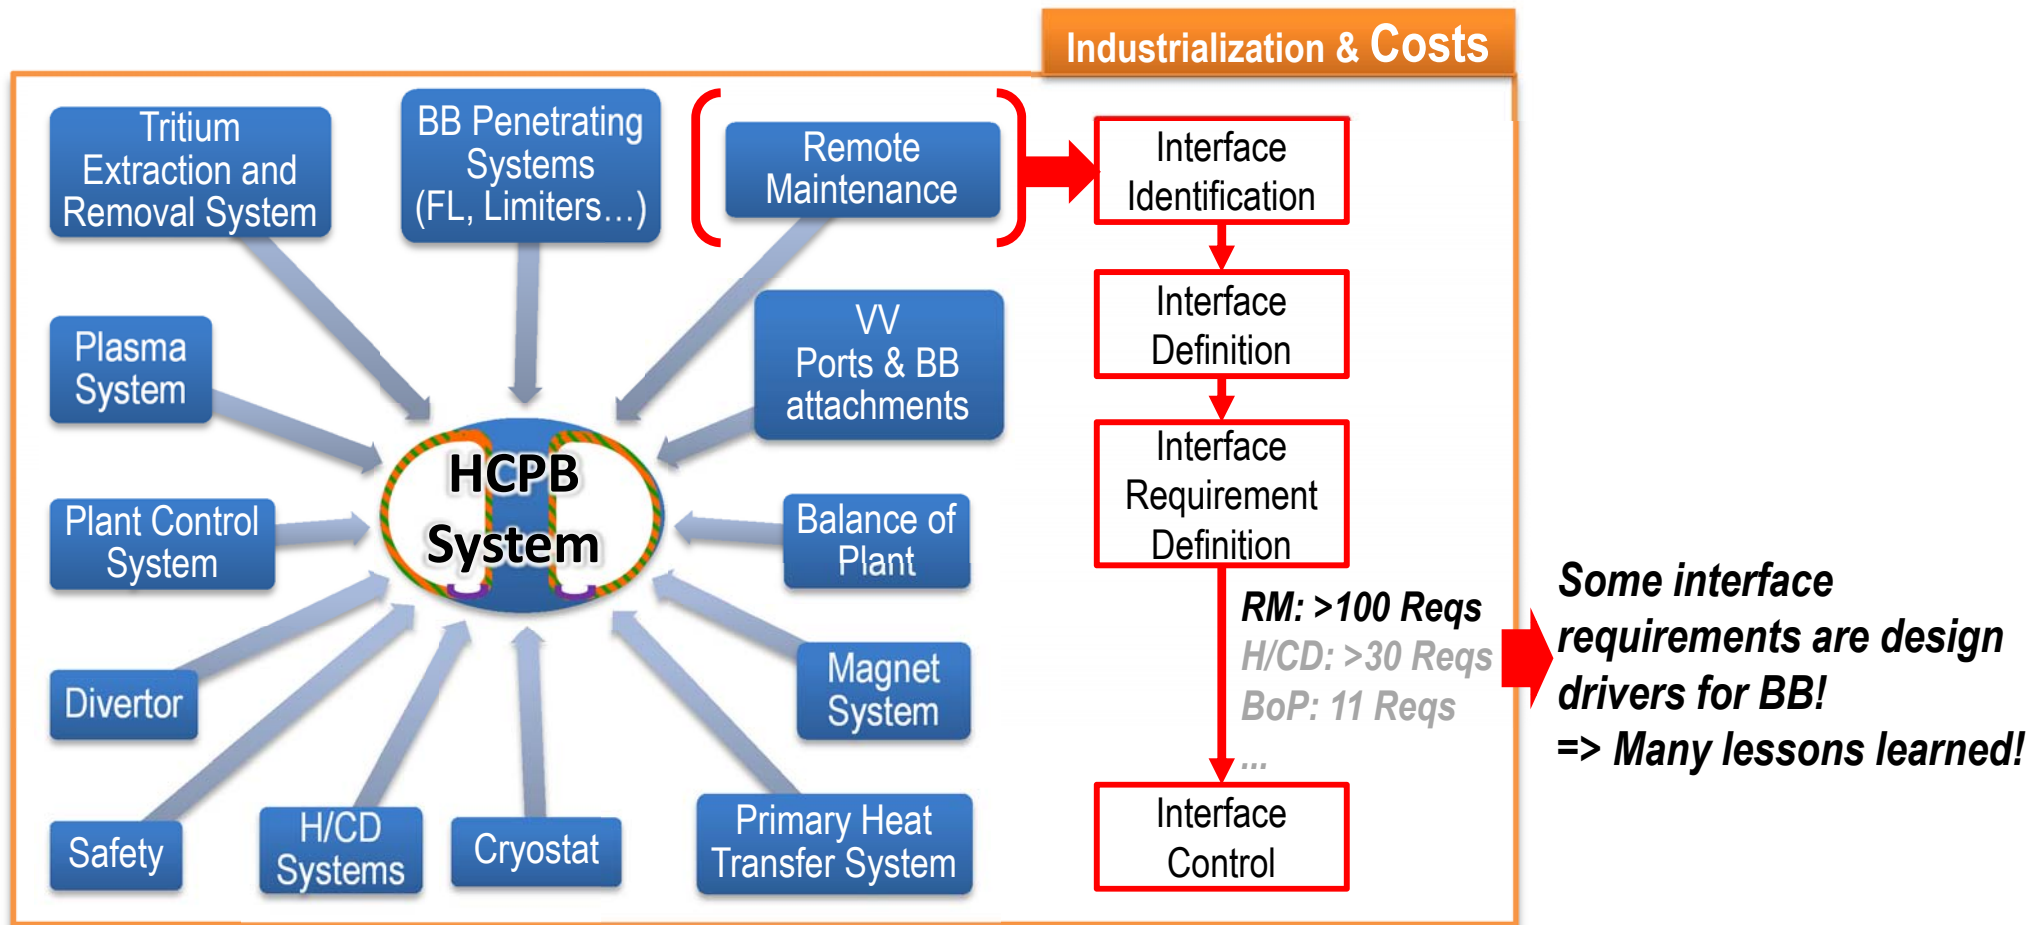 Industrialization & Costs
Tritium
Extraction and
Removal System
BB Penetrating
Systems
(FL, Limiters…)
Remote
Maintenance
Plasma
System
VV
Ports & BB
attachments
HCPB
System
Plant Control
System
Balance of
Plant
Divertor
Magnet
System
Safety
H/CD
Systems
Cryostat
Primary Heat
Transfer System
Interface
Identification
Interface
Definition
Interface
Requirement
Definition
RM: >100 Reqs
H/CD: >30 Reqs
BoP: 11 Reqs
...
Interface
Control
Some interface
requirements are design
drivers for BB!
=> Many lessons learned!